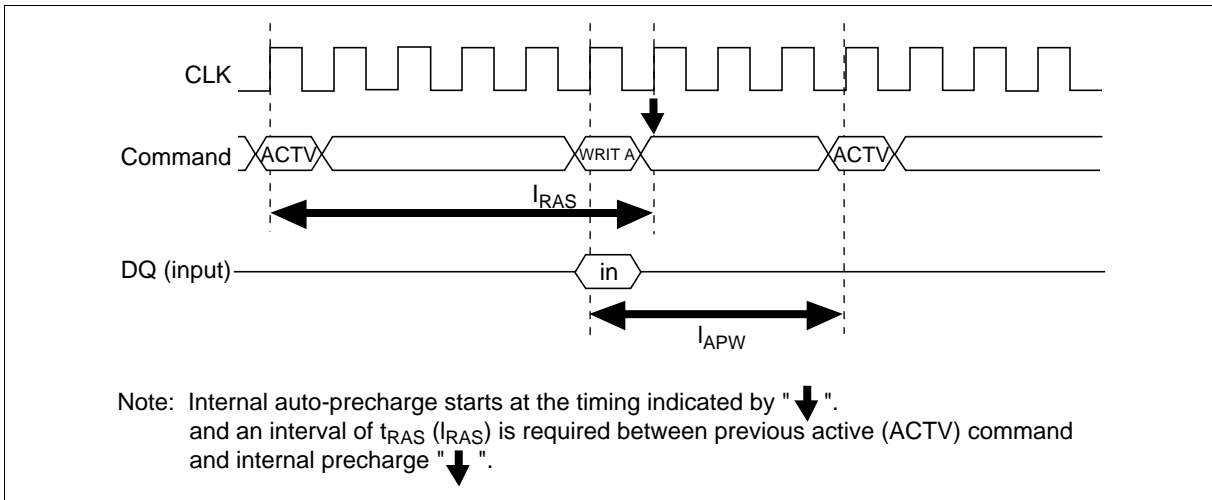 CLK
Command
ACTV
WRIT A
ACTV
lRAS
DQ (input)
in
lAPW
Note: Internal auto-precharge starts at the timing indicated by " ".
and an interval of tRAS (lRAS) is required between previous active (ACTV) command
and internal precharge " ".